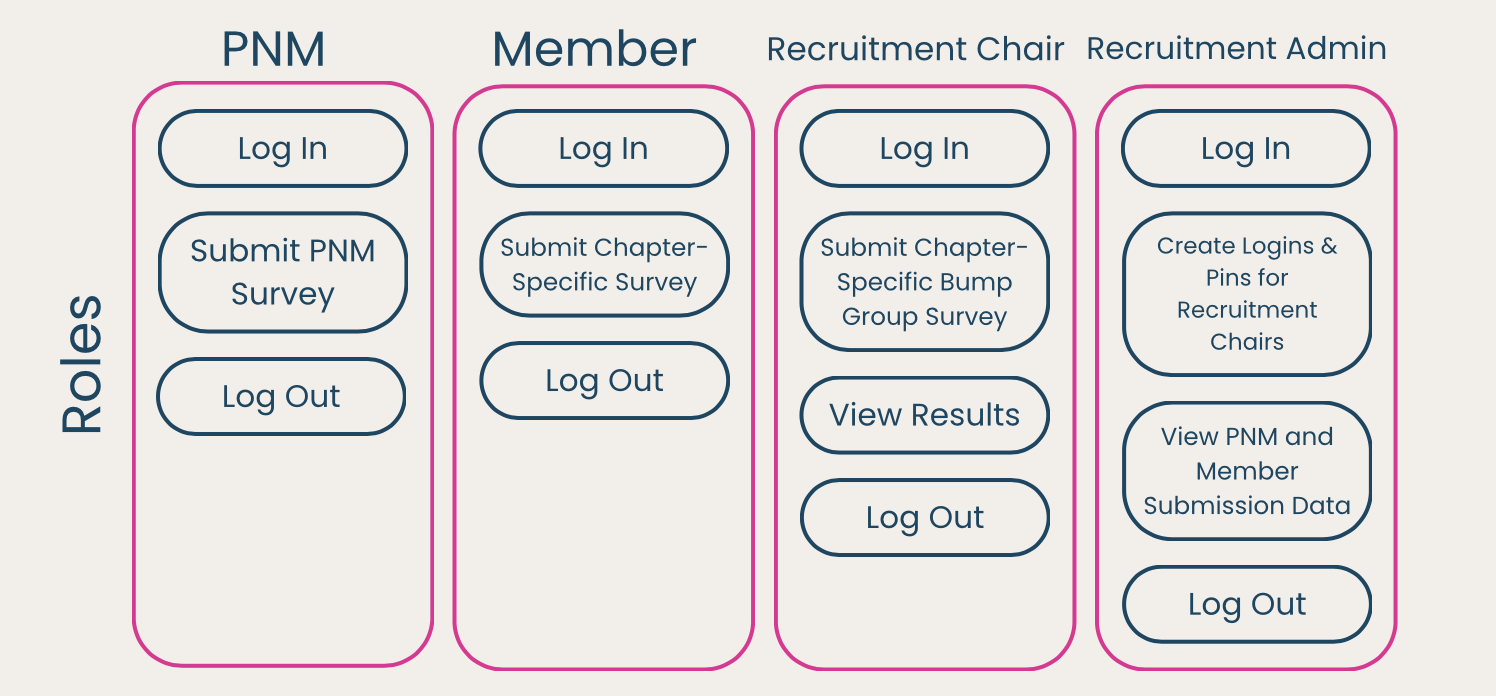 PNM
Member
Recruitment Chair
Recruitment Admin
Roles
Log In
Submit PNM
Survey
Log Out
Log In
Submit Chapter-
Specific Survey
Log Out
Log In
Submit Chapter-
Specific Bump
Group Survey
View Results
Log Out
Log In
Create Logins &
Pins for
Recruitment
Chairs
View PNM and
Member
Submission Data
Log Out